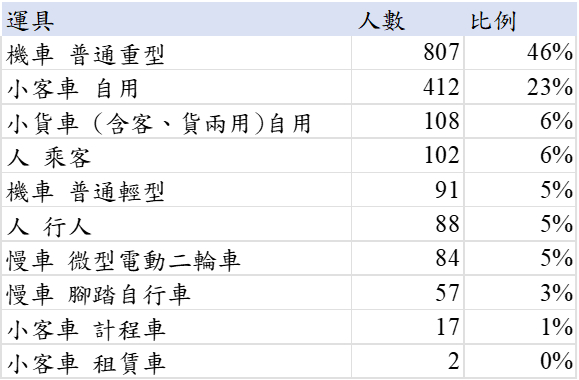 運具 人數 比例
機車 普通重型 807 46%
小客車 自用 412 23%
小貨車 (含客、貨兩用)自用 108 6%
人 乘客 102 6%
機車 普通輕型 91 5%
人 行人 88 5%
慢車 微型電動二輪車 84 5%
慢車 腳踏自行車 57 3%
小客車 計程車 17 1%
小客車 租賃車 2 0%